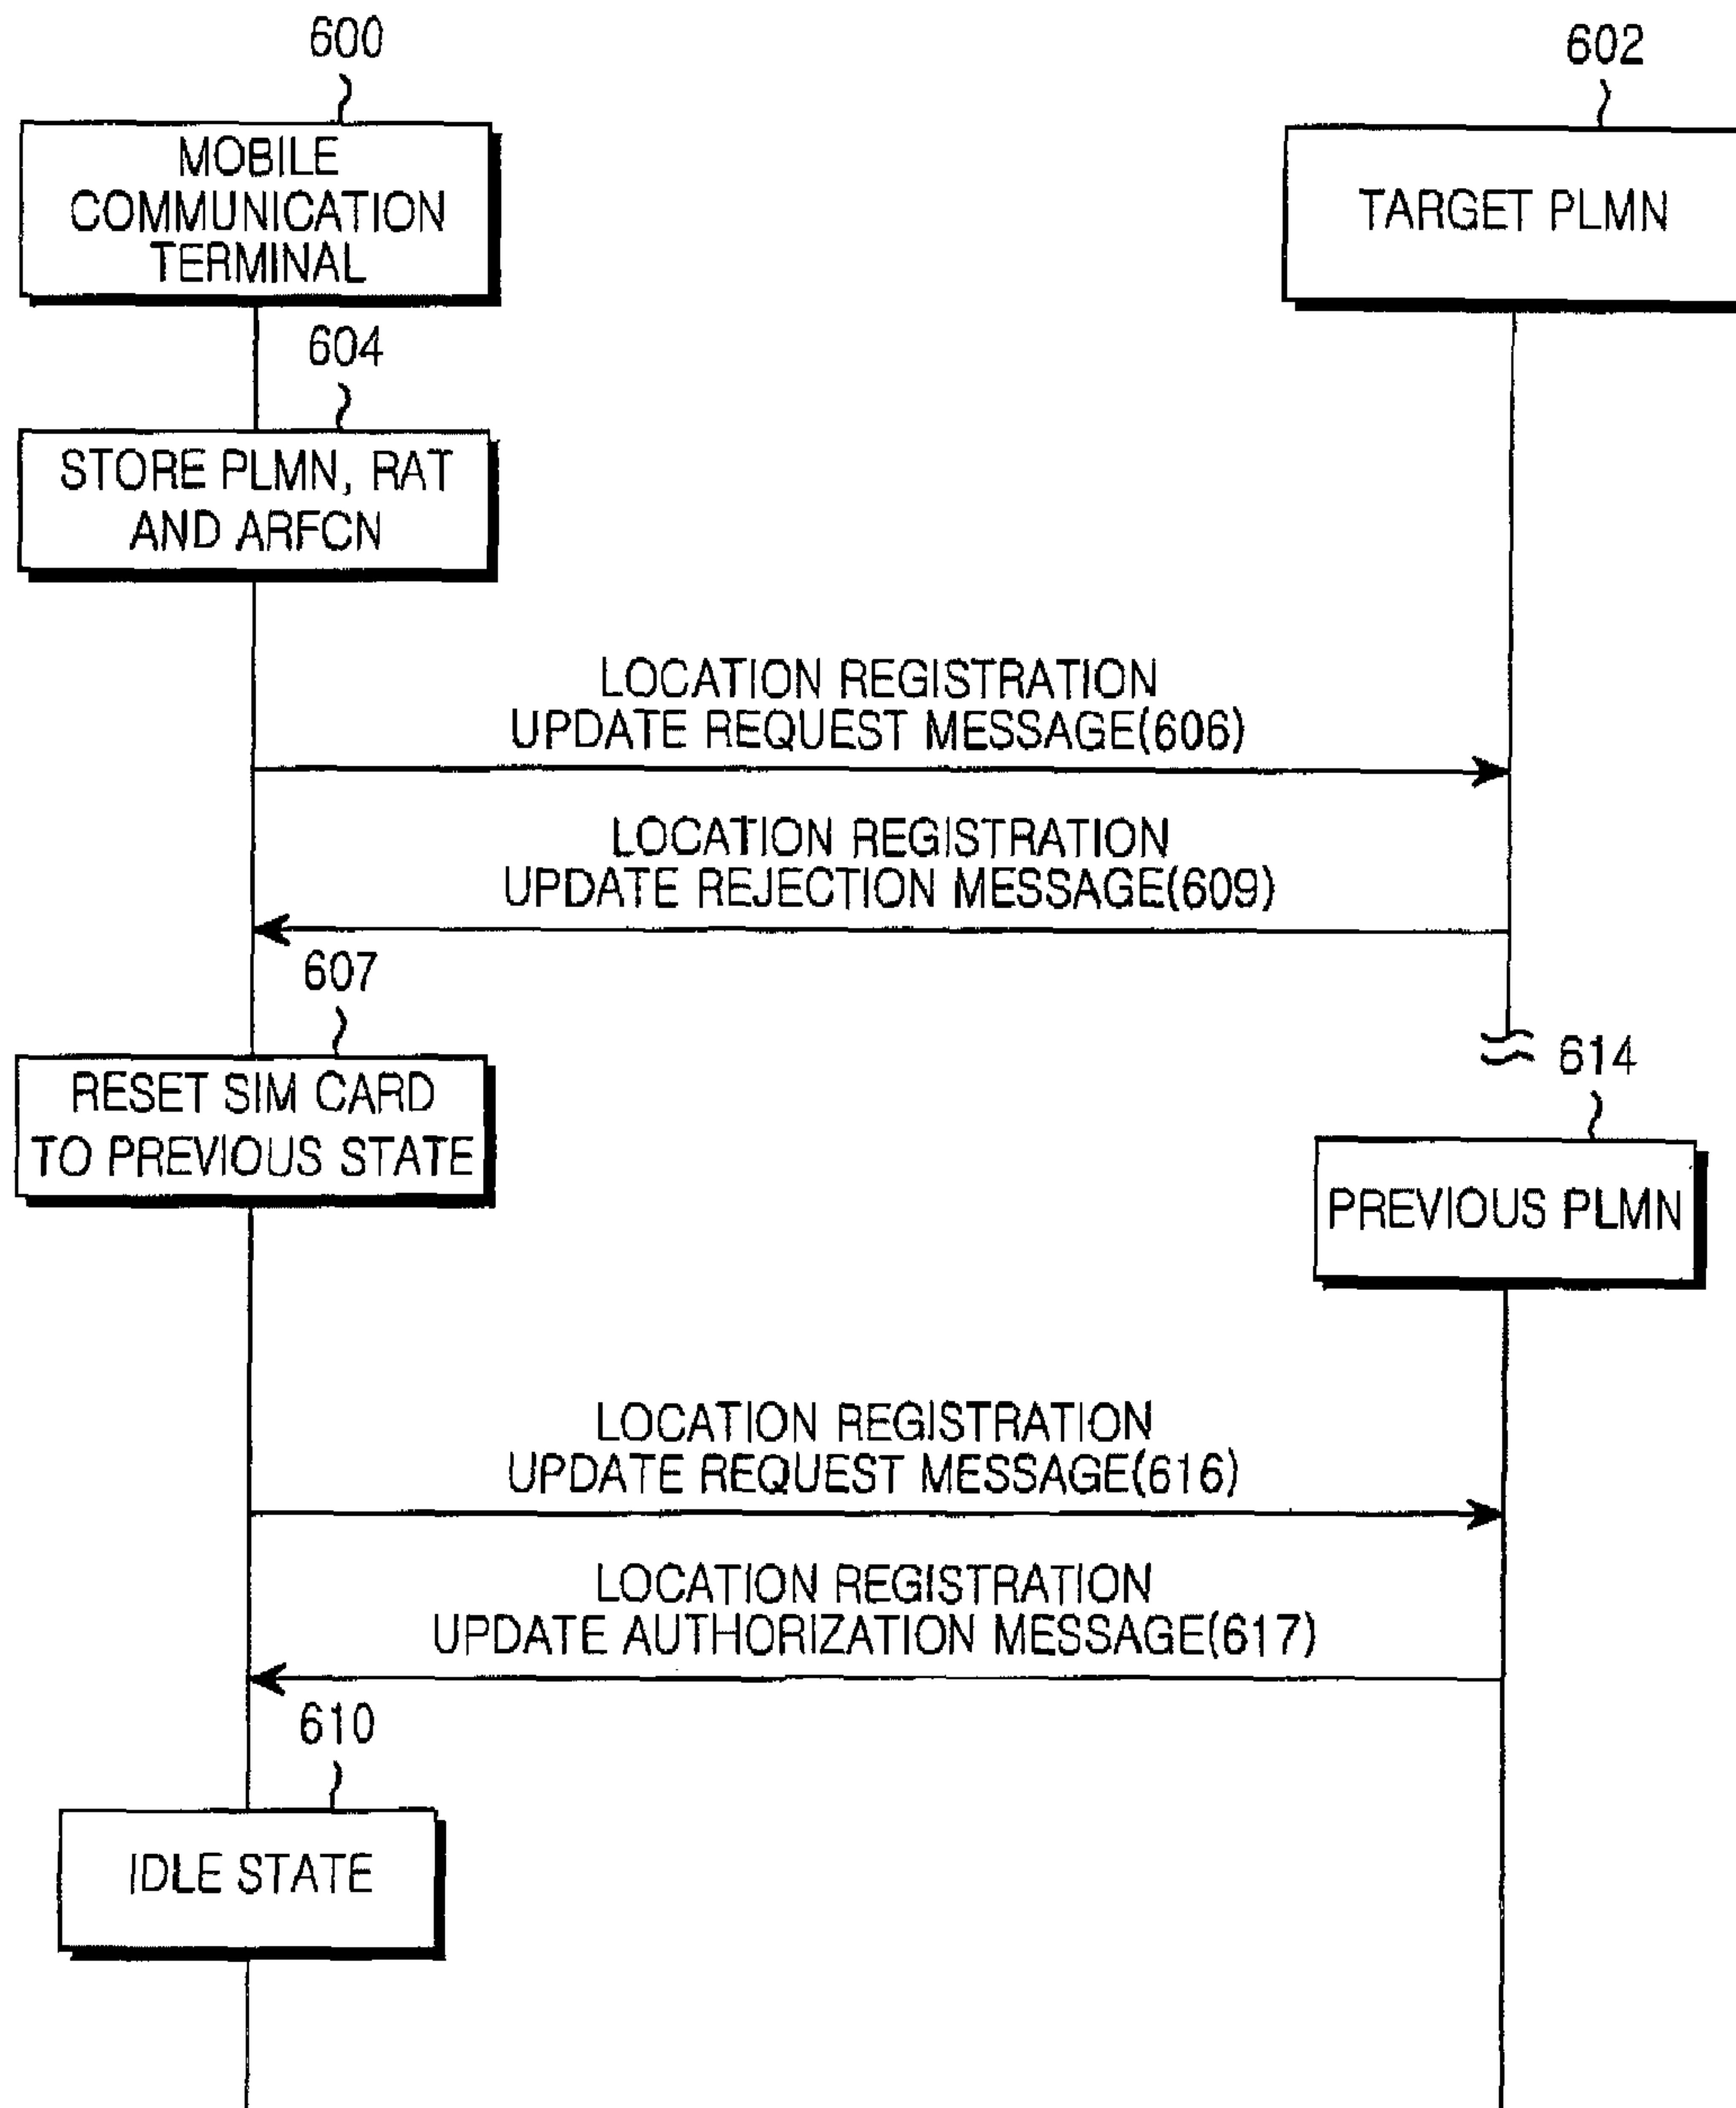 600
602
MOBILE
COMMUNICATION
TERMINAL
TARGET PLMN
604
STORE PLMN, RAT
AND ARFCN
LOCATION REGISTRATION
UPDATE REQUEST MESSAGE(606)
LOCATION REGISTRATION
UPDATE REJECTION MESSAGE(609)
607
614
RESET SIM CARD
TO PREVIOUS STATE
PREVIOUS PLMN
LOCATION REGISTRATION
UPDATE REQUEST MESSAGE(616)
LOCATION REGISTRATION
UPDATE AUTHORIZATION MESSAGE(617)
610
IDLE STATE